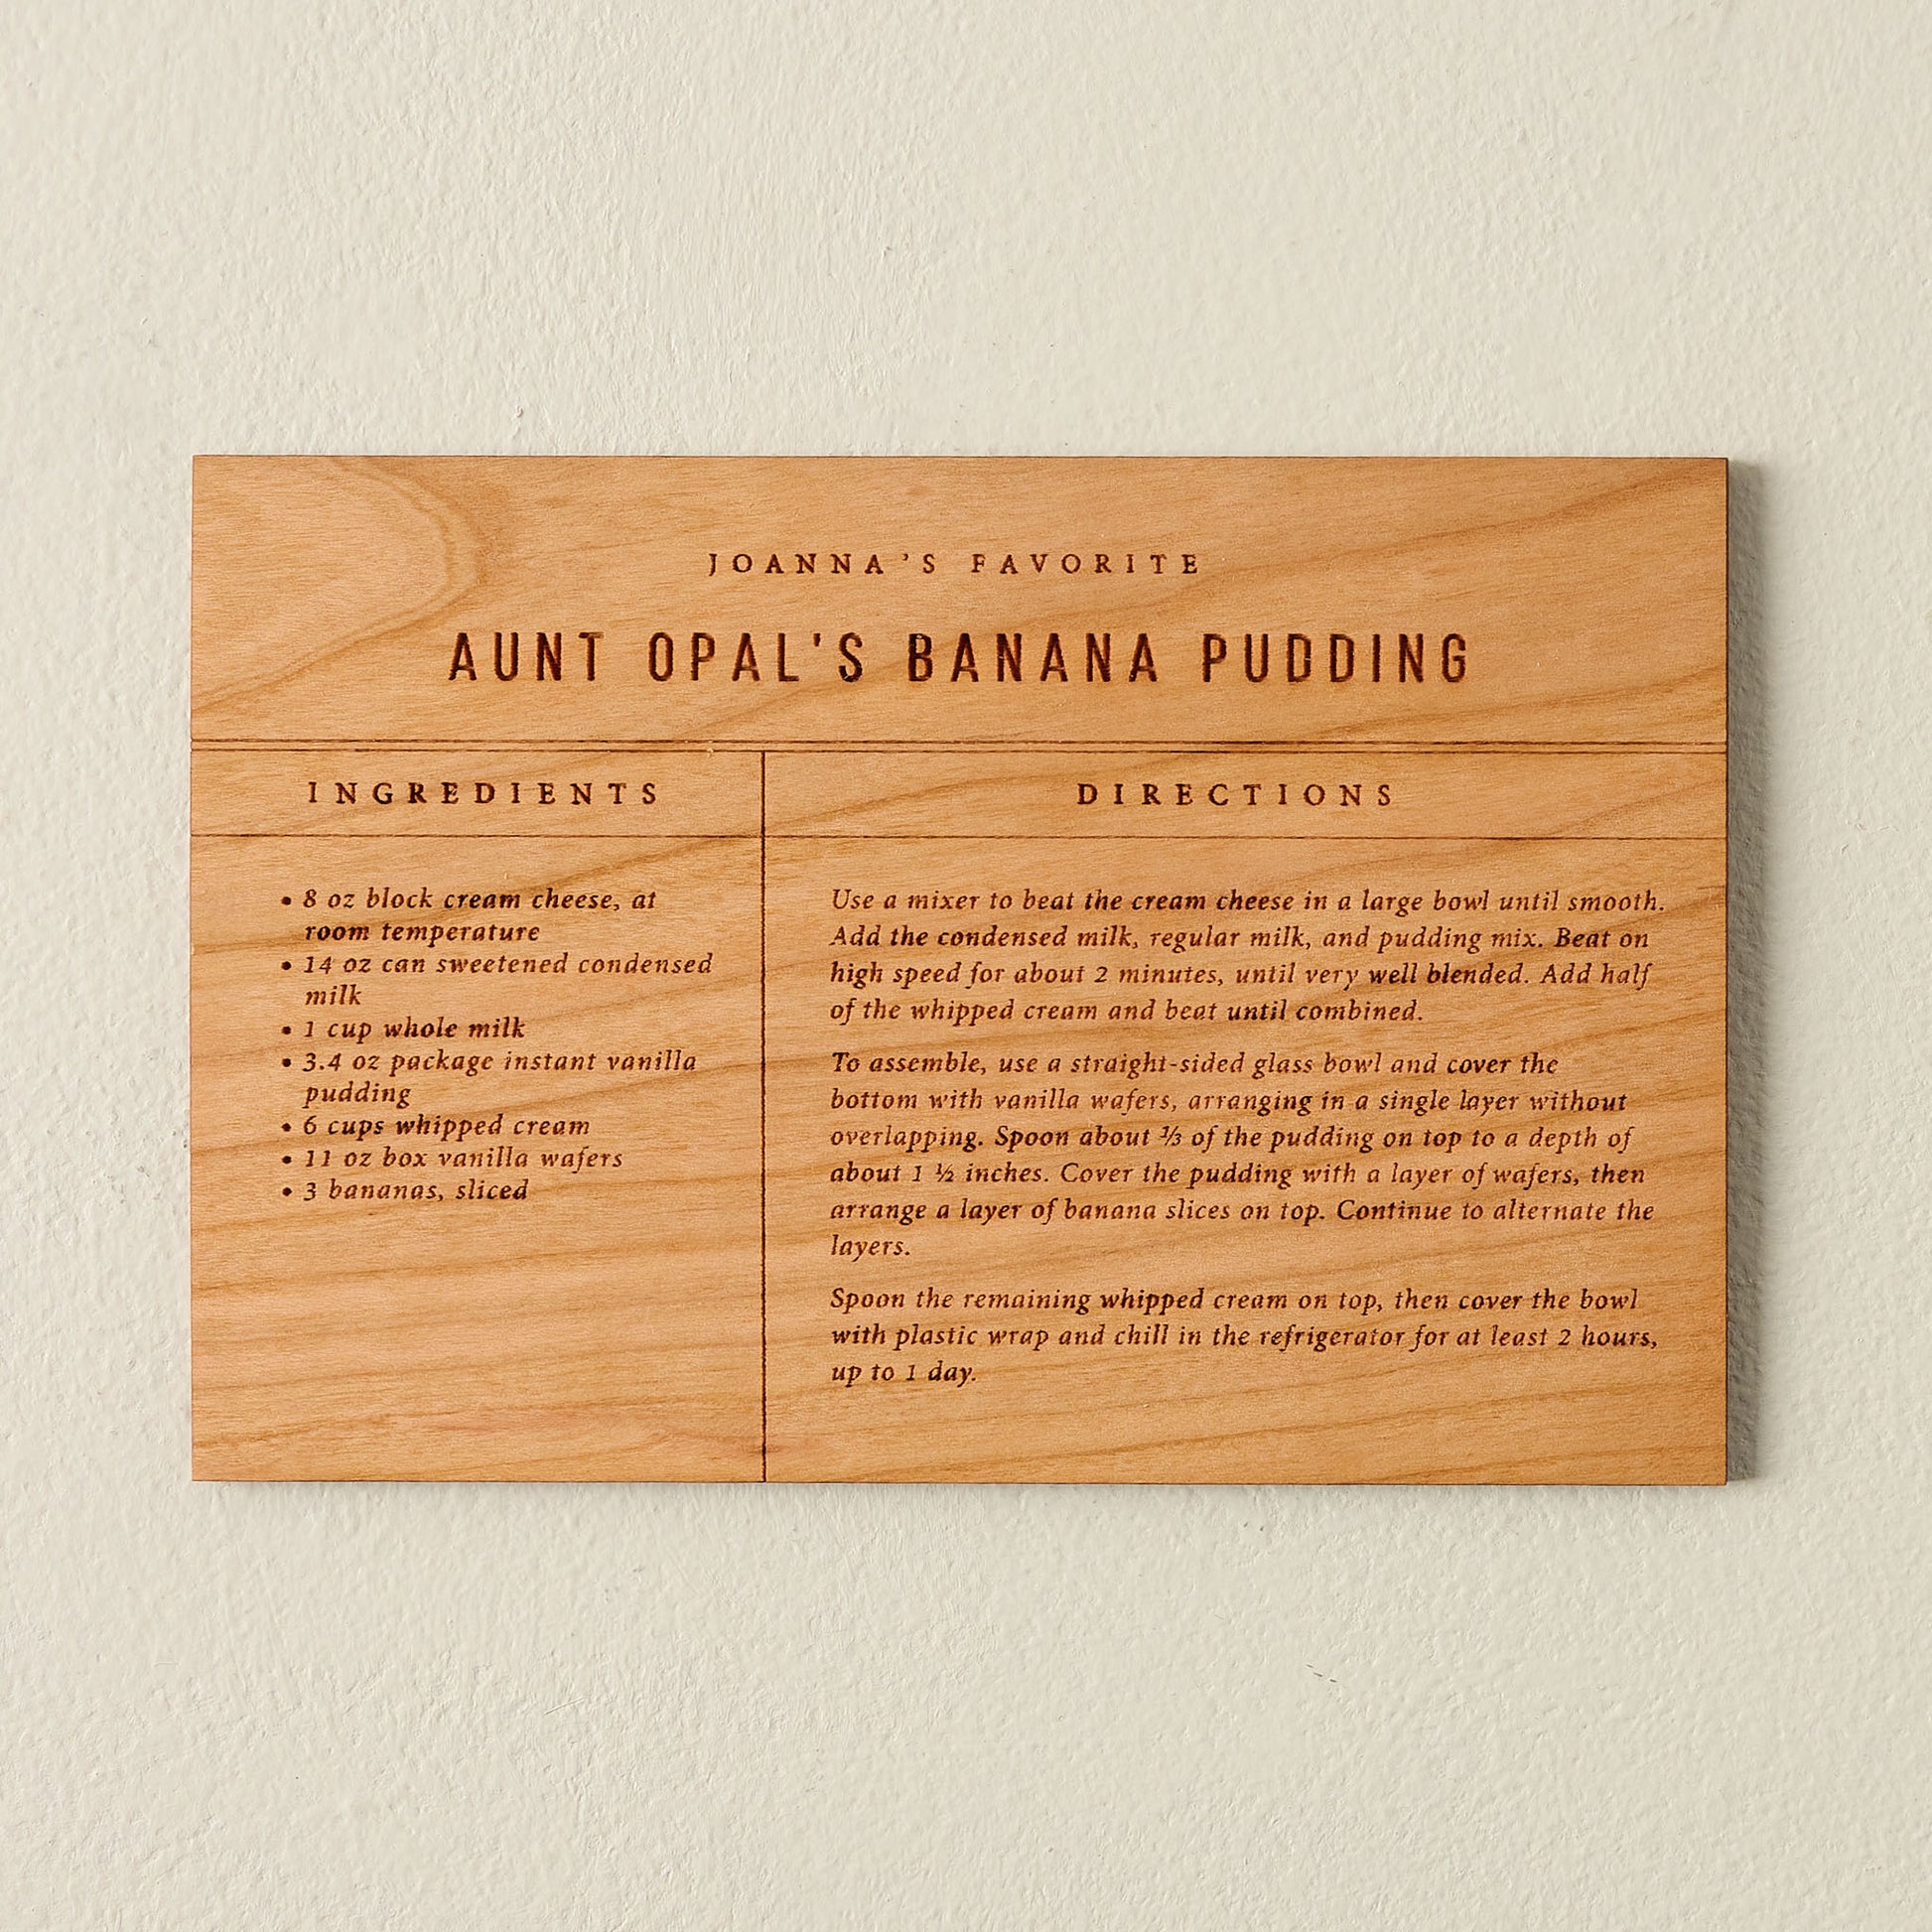 JOANNA'S FAVORITE
AUNT OPAL'S BANANA PUDDING
INGREDIENTS
• 8 oz block cream cheese, at
room temperature
• 14 oz can sweetened condensed
milk
• 1 cup whole milk
• 3.4 oz package instant vanilla
pudding
• 6 cups whipped cream
• 11 oz box vanilla wafers
• 3 bananas, sliced
DIRECTIONS
Use a mixer to beat the cream cheese in a large bowl until smooth.
Add the condensed milk, regular milk, and pudding mix. Beat on
high speed for about 2 minutes, until very well blended. Add half
of the whipped cream and beat until combined.
To assemble, use a straight-sided glass bowl and cover the
bottom with vanilla wafers, arranging in a single layer without
overlapping. Spoon about ⅓ of the pudding on top to a depth of
about 1 ½ inches. Cover the pudding with a layer of wafers, then
arrange a layer of banana slices on top. Continue to alternate the
layers.
Spoon the remaining whipped cream on top, then cover the bowl
with plastic wrap and chill in the refrigerator for at least 2 hours,
up to 1 day.